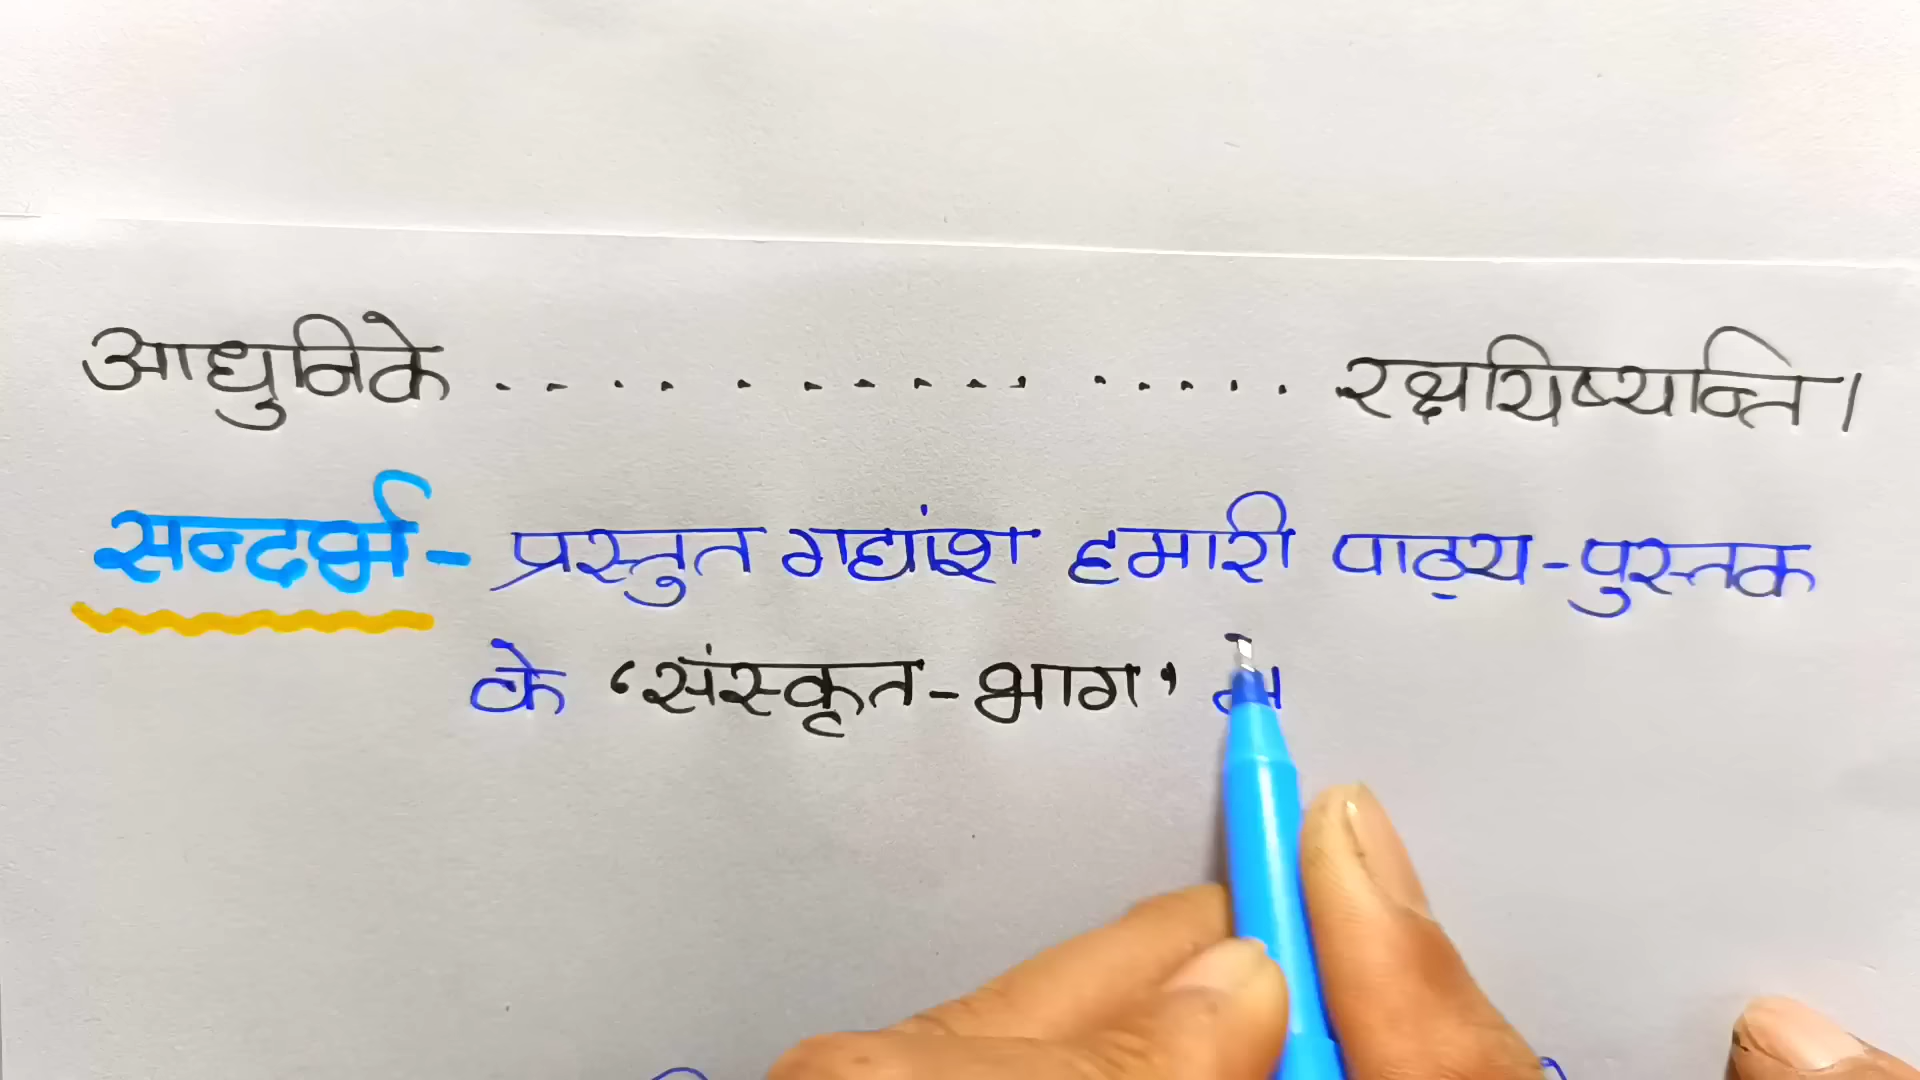 आधुनिके . . . . . . . . . . . . . . . . रक्षयिष्यन्ति।
सन्दर्भ- प्रस्तुत गद्यांश हमारी पाठ्य-पुस्तक
के ‘संस्कृत-भाग’